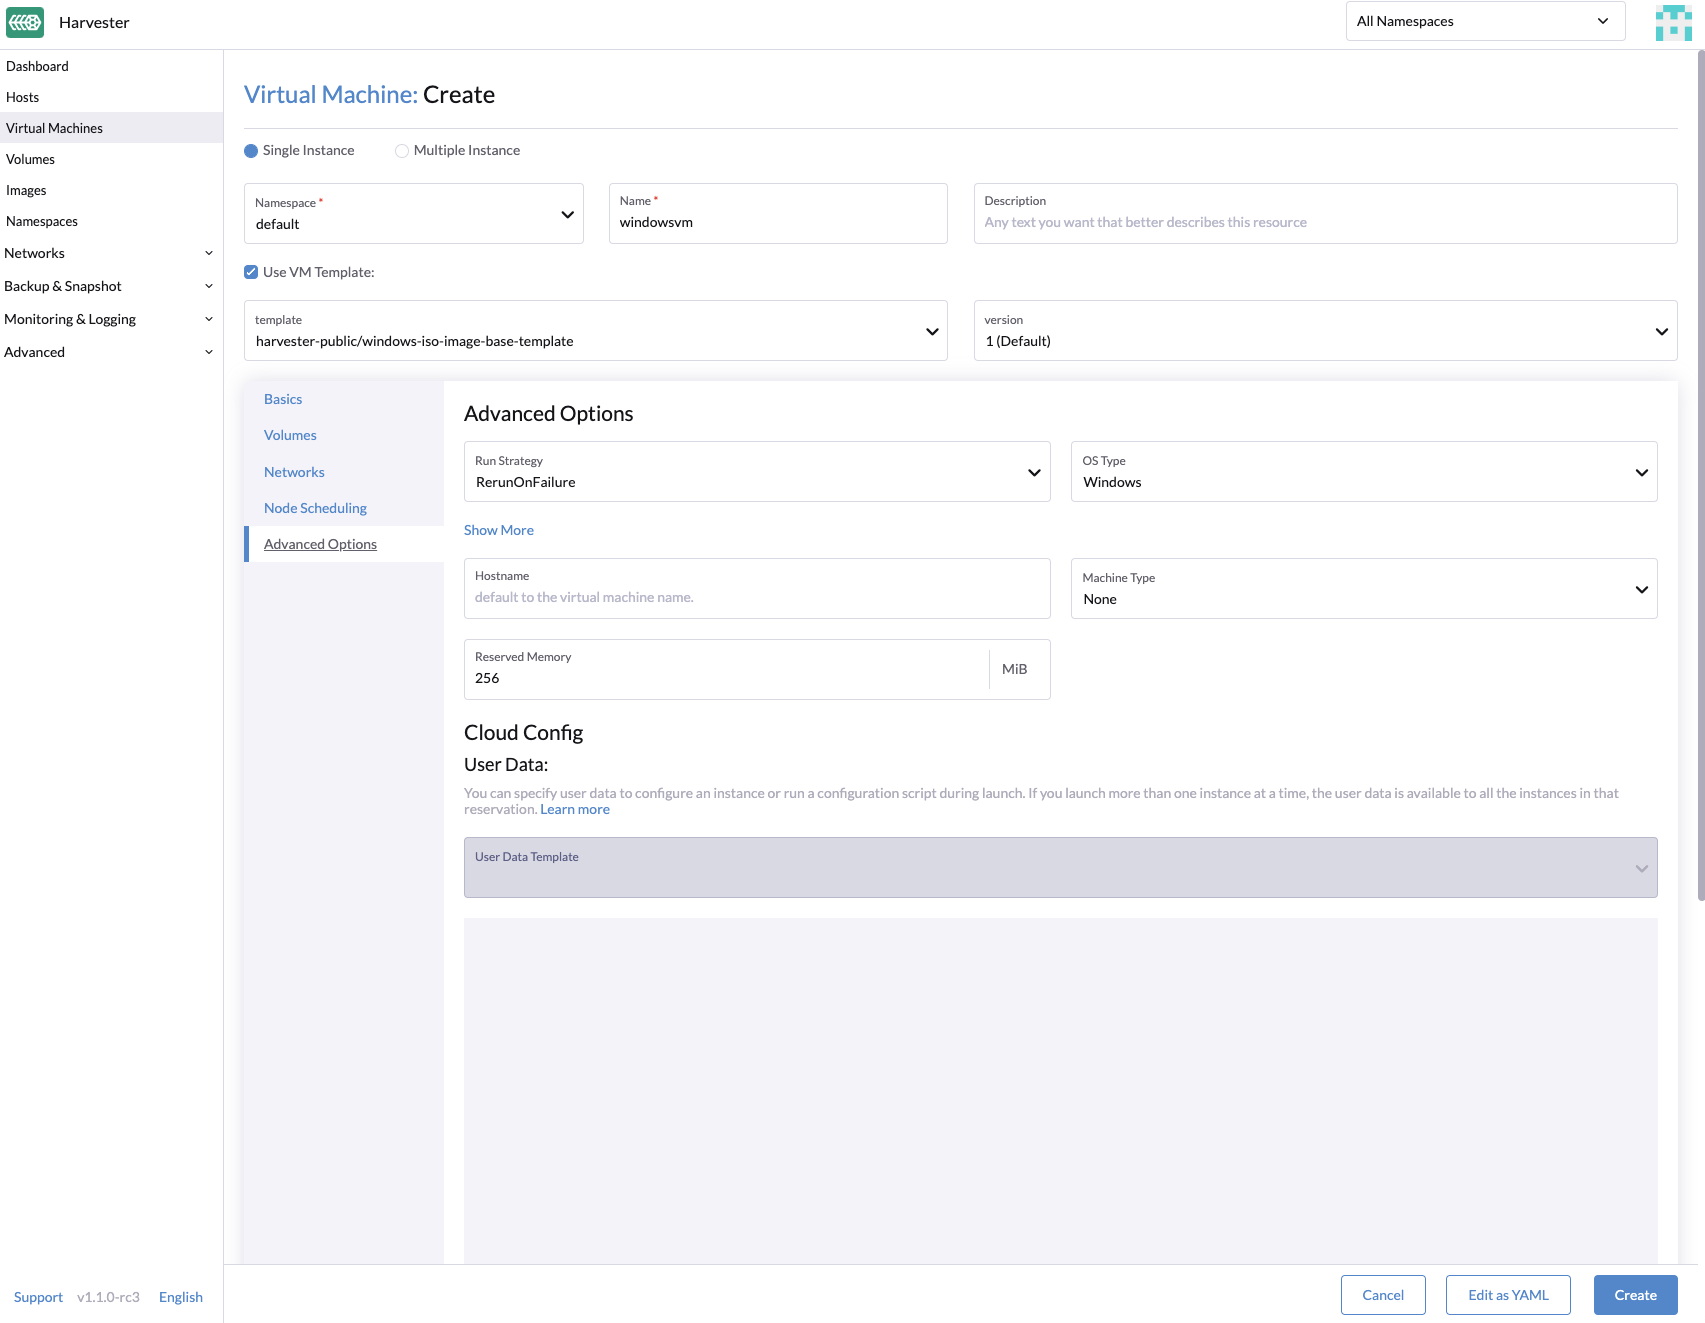 Harvester
All Namespaces
Dashboard
Hosts
Virtual Machines
Volumes
Images
Namespaces
Networks
Backup & Snapshot
Monitoring & Logging
Advanced
Support v1.1.0-rc3 English
Virtual Machine: Create
Single Instance Multiple Instance
Namespace *
default
Name *
windowsvm
Description
Any text you want that better describes this resource
Use VM Template:
template
harvester-public/windows-iso-image-base-template
version
1 (Default)
Basics
Volumes
Networks
Node Scheduling
Advanced Options
Advanced Options
Run Strategy
RerunOnFailure
OS Type
Windows
Show More
Hostname
default to the virtual machine name.
Machine Type
None
Reserved Memory
256
MiB
Cloud Config
User Data:
You can specify user data to configure an instance or run a configuration script during launch. If you launch more than one instance at a time, the user data is available to all the instances in that
reservation. Learn more
User Data Template
Cancel Edit as YAML Create